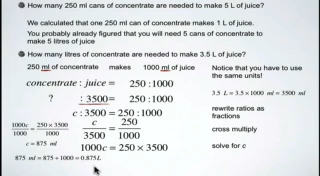 How many 250 ml cans of concentrate are needed to make 5 L of juice?
We calculated that one 250 ml can of concentrate makes 1 L of juice.
You probably already figured that you will need 5 cans of concentrate to
make 5 litres of juice
How many litres of concentrate are needed to make 3.5 L of juice?
250 ml of concentrate makes 1000 ml of juice
Notice that you have to use
the same units!
concentrate : juice = 250 : 1000
3.5 L = 3.5 × 1000 ml = 3500 ml
? : 3500 = 250 : 1000
c : 3500 = 250 : 1000
rewrite ratios as
fractions
c/3500 = 250/1000
cross multiply
1000c = 250 × 3500
solve for c
1000c/1000 = 250 × 3500/1000
c = 875 ml
875 ml = 875 ÷ 1000 = 0.875L